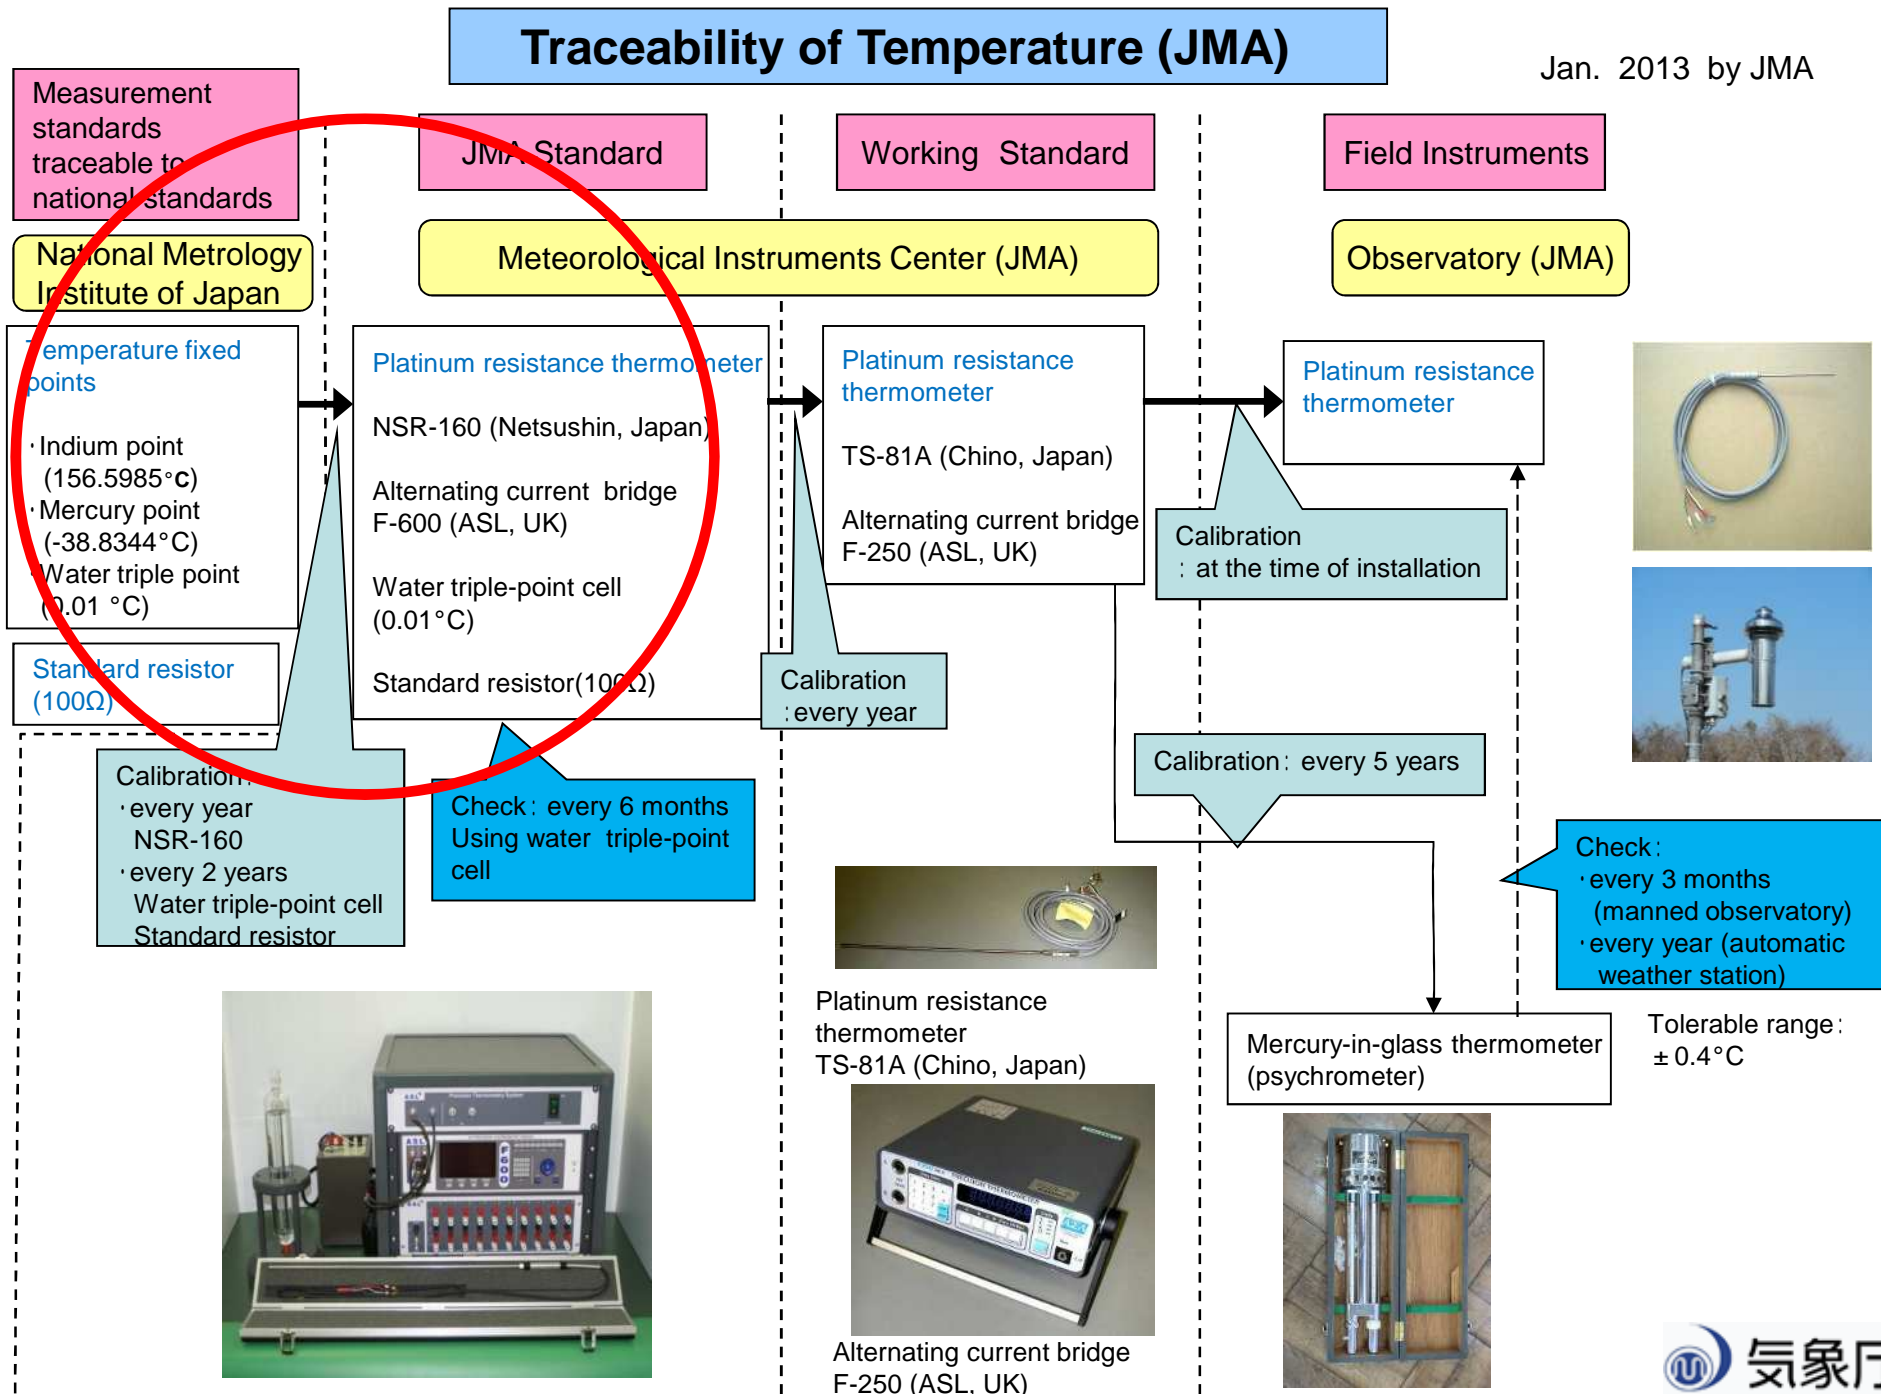 Traceability of Temperature (JMA)
Jan. 2013 by JMA
Measurement
standards
traceable to
national standards
JMA Standard
Working Standard
Field Instruments
National Metrology
Institute of Japan
Meteorological Instruments Center (JMA)
Observatory (JMA)
Temperature fixed
points
・Indium point
(156.5985°C)
・Mercury point
(-38.8344°C)
・Water triple point
(0.01 °C)
Standard resistor
(100Ω)
Platinum resistance thermometer
NSR-160 (Netsushin, Japan)
Alternating current bridge
F-600 (ASL, UK)
Water triple-point cell
(0.01°C)
Standard resistor(100Ω)
Platinum resistance
thermometer
TS-81A (Chino, Japan)
Alternating current bridge
F-250 (ASL, UK)
Platinum resistance
thermometer
Calibration
: at the time of installation
Calibration
:every year
Calibration: every 5 years
Calibration:
・every year
NSR-160
・every 2 years
Water triple-point cell
Standard resistor
Check: every 6 months
Using water triple-point
cell
Check:
・every 3 months
(manned observatory)
・every year (automatic
weather station)
Tolerable range:
± 0.4°C
Mercury-in-glass thermometer
(psychrometer)
Platinum resistance
thermometer
TS-81A (Chino, Japan)
Alternating current bridge
F-250 (ASL, UK)
ASL
F600
気象庁